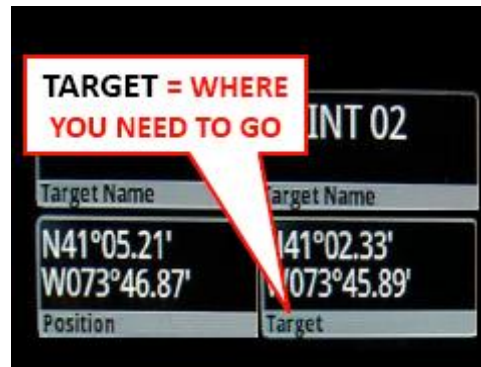 TARGET = WHERE
YOU NEED TO GO
INT 02
Target Name
Target Name
N41°05.21'
W073°46.87'
Position
41°02.33'
073°45.89'
Target